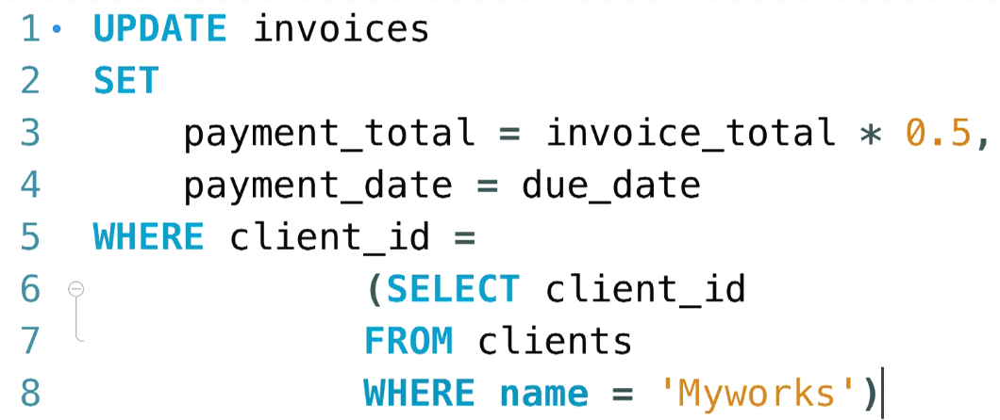 1 UPDATE invoices
2 SET
3 payment_total = invoice_total * 0.5,
4 payment_date = due_date
5 WHERE client_id =
6 (SELECT client_id
7 FROM clients
8 WHERE name = 'Myworks')